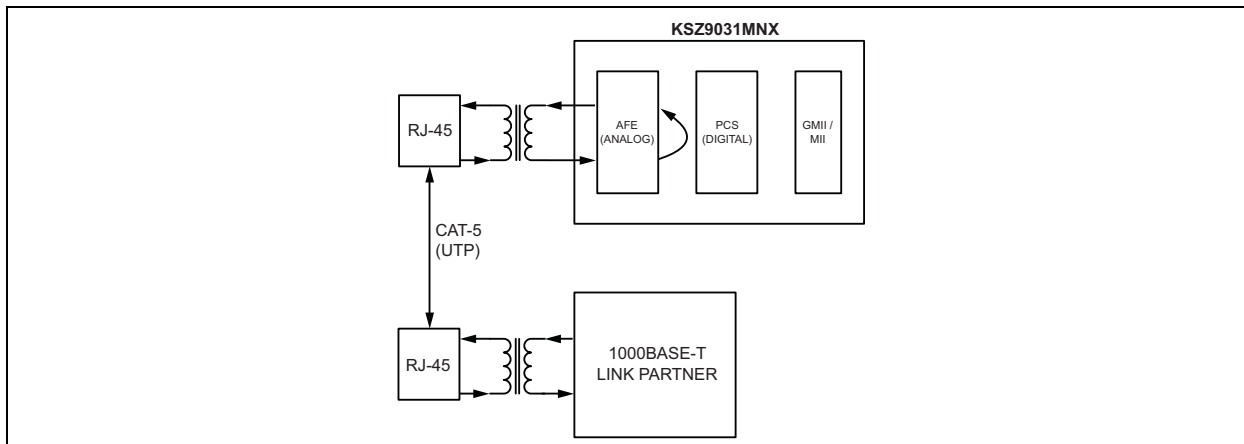 KSZ9031MNX
RJ-45
AFE
(ANALOG)
PCS
(DIGITAL)
GMII /
MII
CAT-5
(UTP)
RJ-45
1000BASE-T
LINK PARTNER